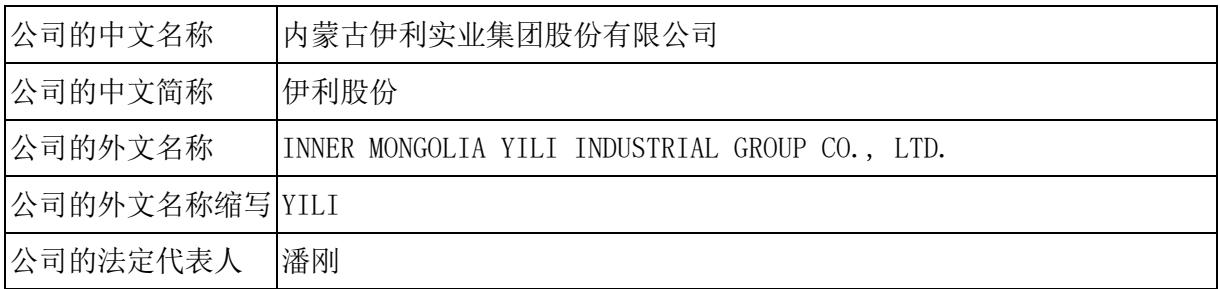 公司的中文名称 内蒙古伊利实业集团股份有限公司
公司的中文简称 伊利股份
公司的外文名称 INNER MONGOLIA YILI INDUSTRIAL GROUP CO., LTD.
公司的外文名称缩写 YILI
公司的法定代表人 潘刚